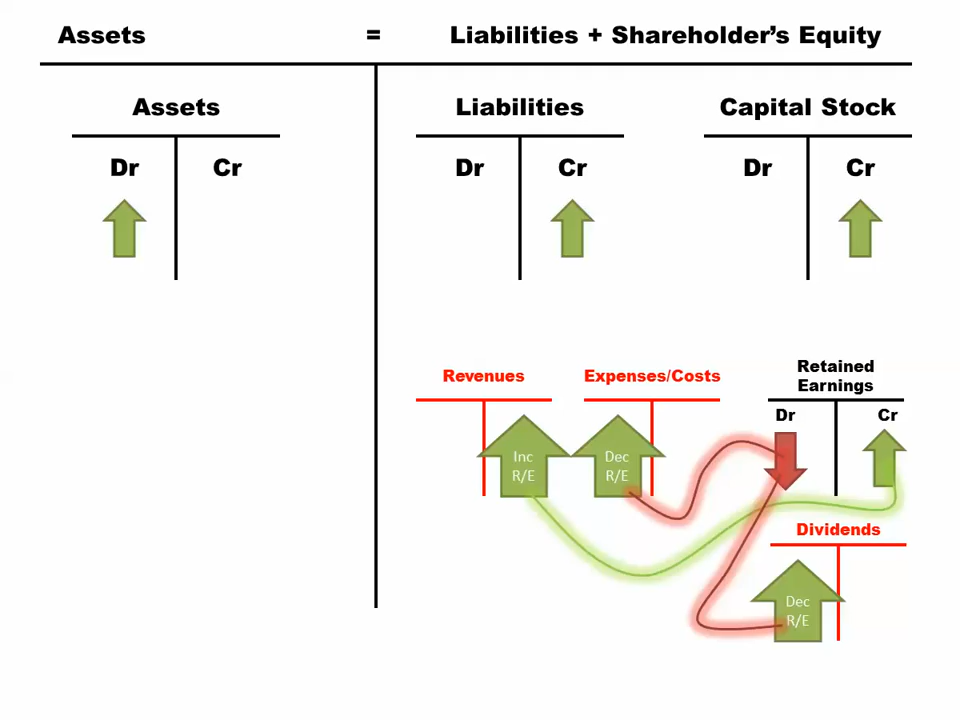 Assets = Liabilities + Shareholder’s Equity
Assets
Liabilities
Capital Stock
Dr Cr
Dr Cr
Dr Cr
Revenues
Expenses/Costs
Retained
Earnings
Dr Cr
Inc
R/E
Dec
R/E
Dividends
Dec
R/E